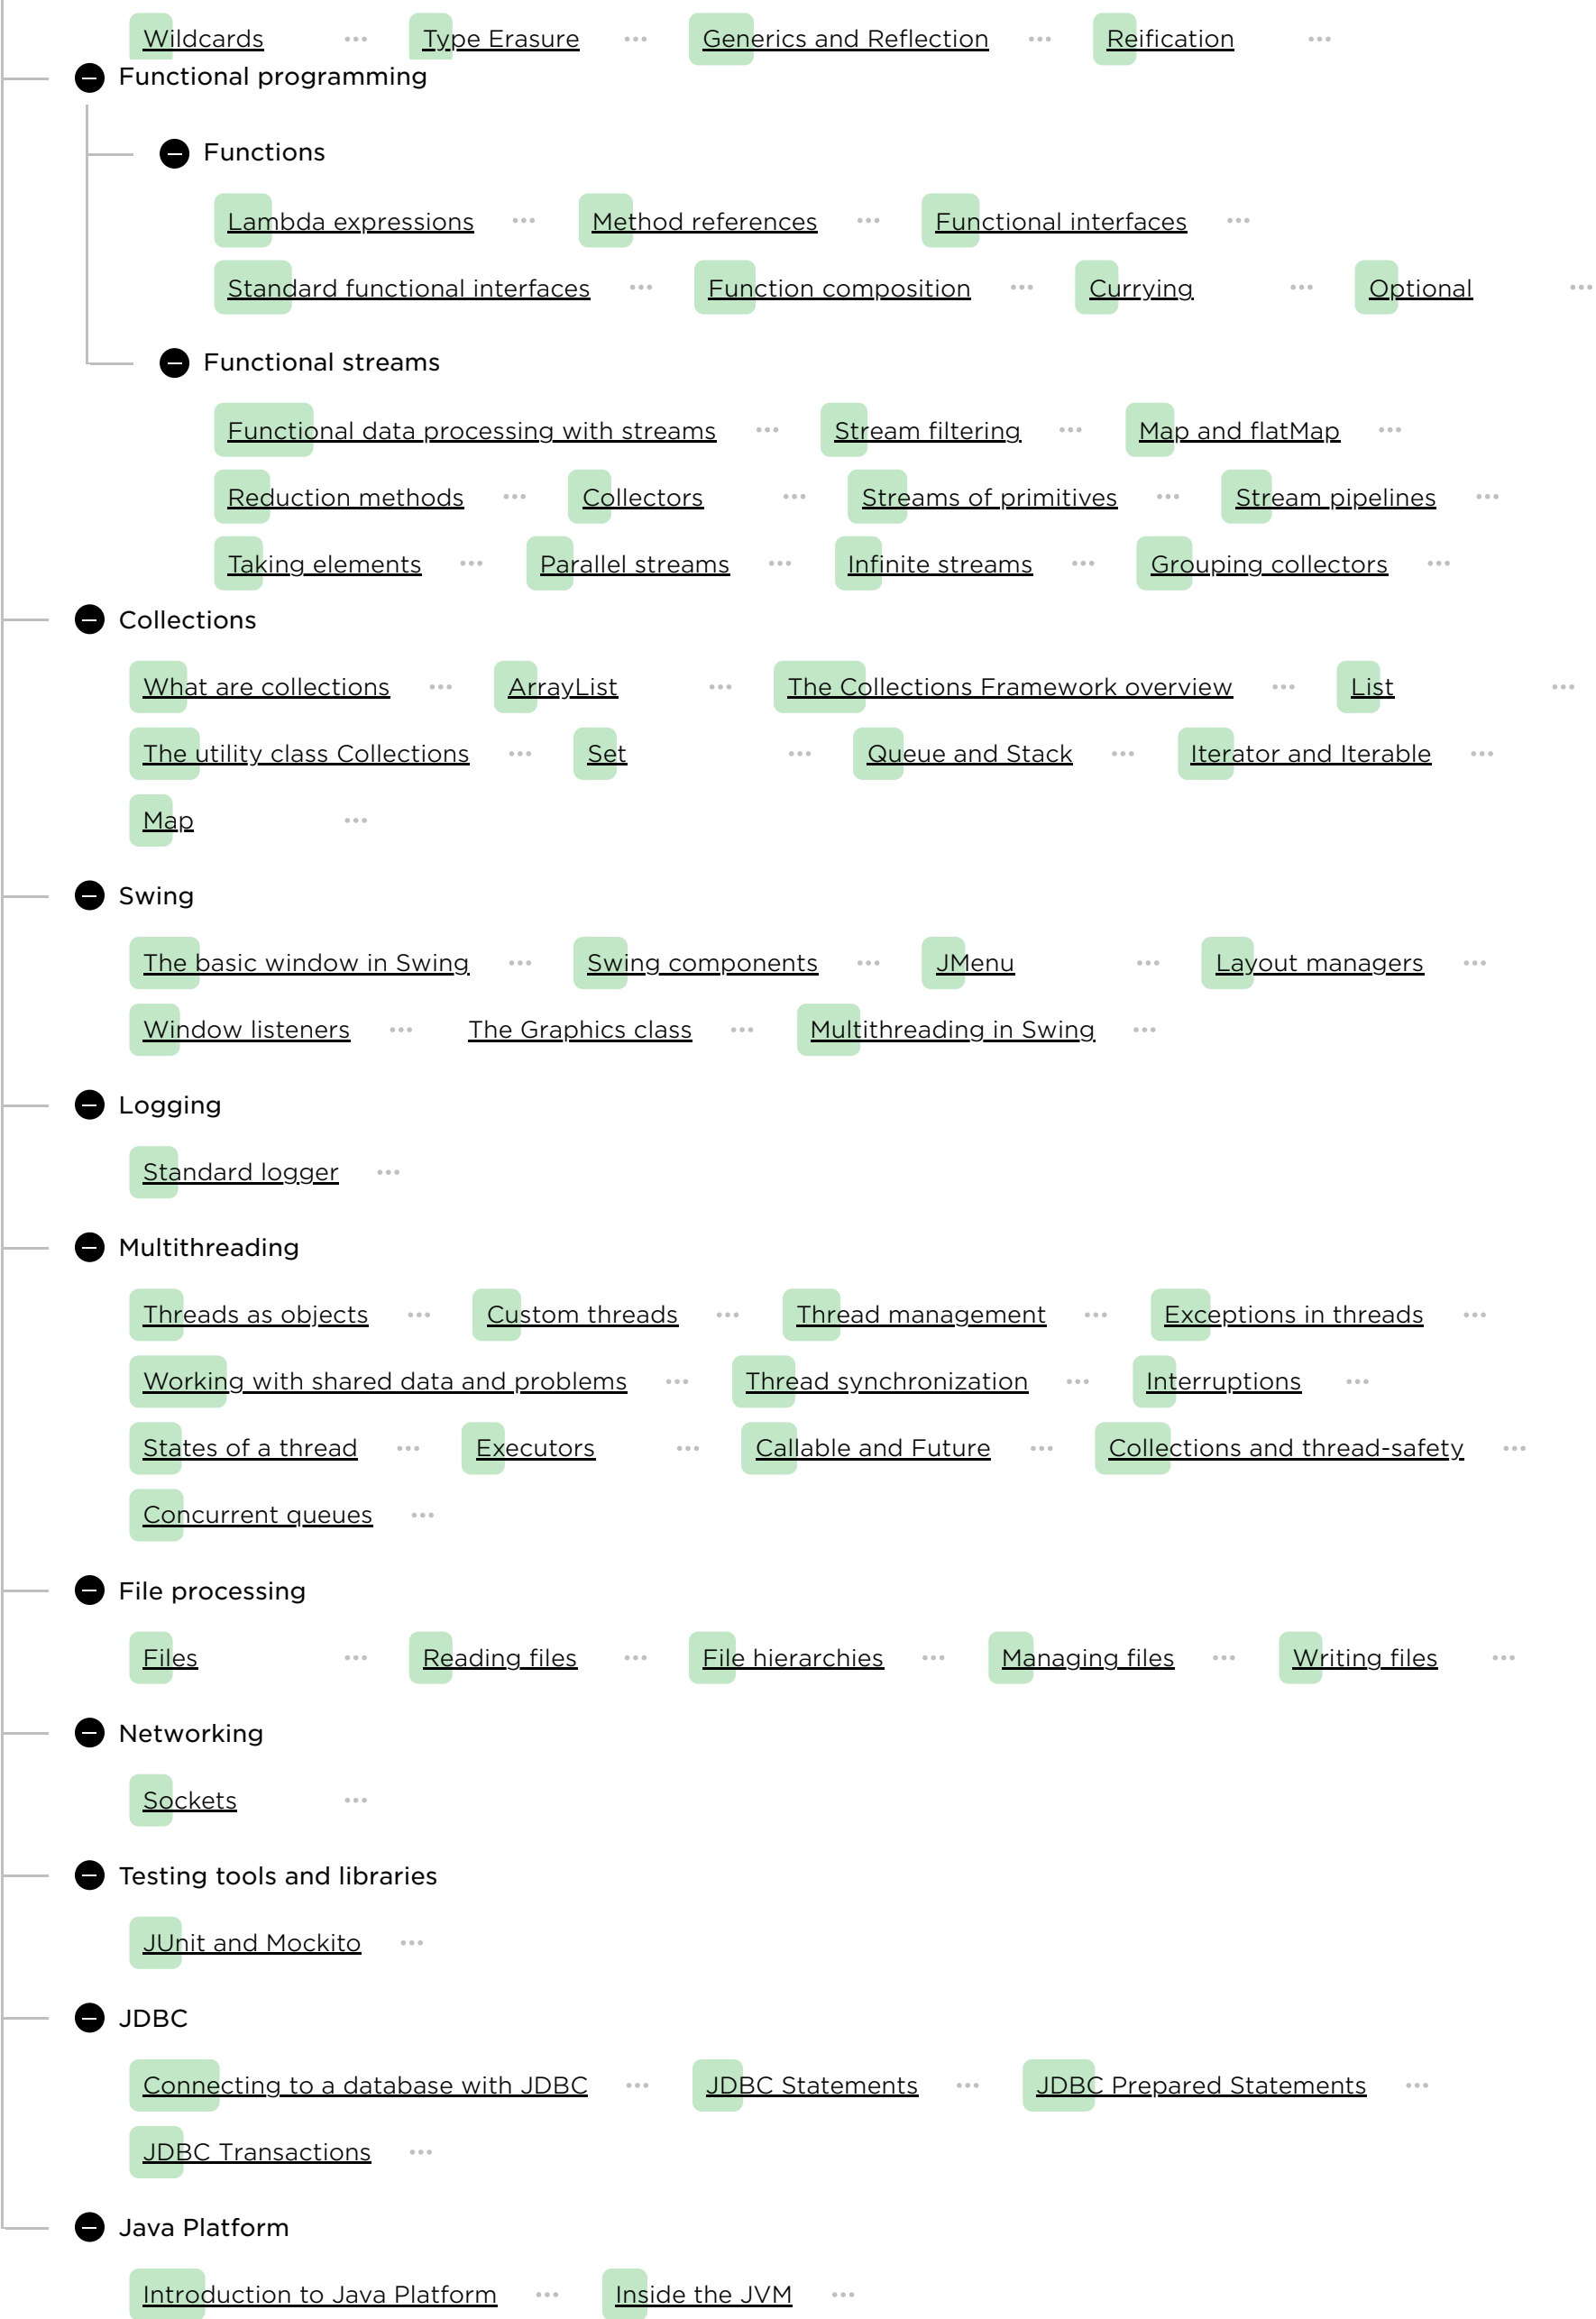 Wildcards ... Type Erasure ... Generics and Reflection ... Reification ...
Functional programming
Functions
Lambda expressions ... Method references ... Functional interfaces ...
Standard functional interfaces ... Function composition ... Currying ... Optional ...
Functional streams
Functional data processing with streams ... Stream filtering ... Map and flatMap ...
Reduction methods ... Collectors ... Streams of primitives ... Stream pipelines ...
Taking elements ... Parallel streams ... Infinite streams ... Grouping collectors ...
Collections
What are collections ... ArrayList ... The Collections Framework overview ... List ...
The utility class Collections ... Set ... Queue and Stack ... Iterator and Iterable ...
Map ...
Swing
The basic window in Swing ... Swing components ... JMenu ... Layout managers ...
Window listeners ... The Graphics class ... Multithreading in Swing ...
Logging
Standard logger ...
Multithreading
Threads as objects ... Custom threads ... Thread management ... Exceptions in threads ...
Working with shared data and problems ... Thread synchronization ... Interruptions ...
States of a thread ... Executors ... Callable and Future ... Collections and thread-safety ...
Concurrent queues ...
File processing
Files ... Reading files ... File hierarchies ... Managing files ... Writing files ...
Networking
Sockets ...
Testing tools and libraries
JUnit and Mockito ...
JDBC
Connecting to a database with JDBC ... JDBC Statements ... JDBC Prepared Statements ...
JDBC Transactions ...
Java Platform
Introduction to Java Platform ... Inside the JVM ...